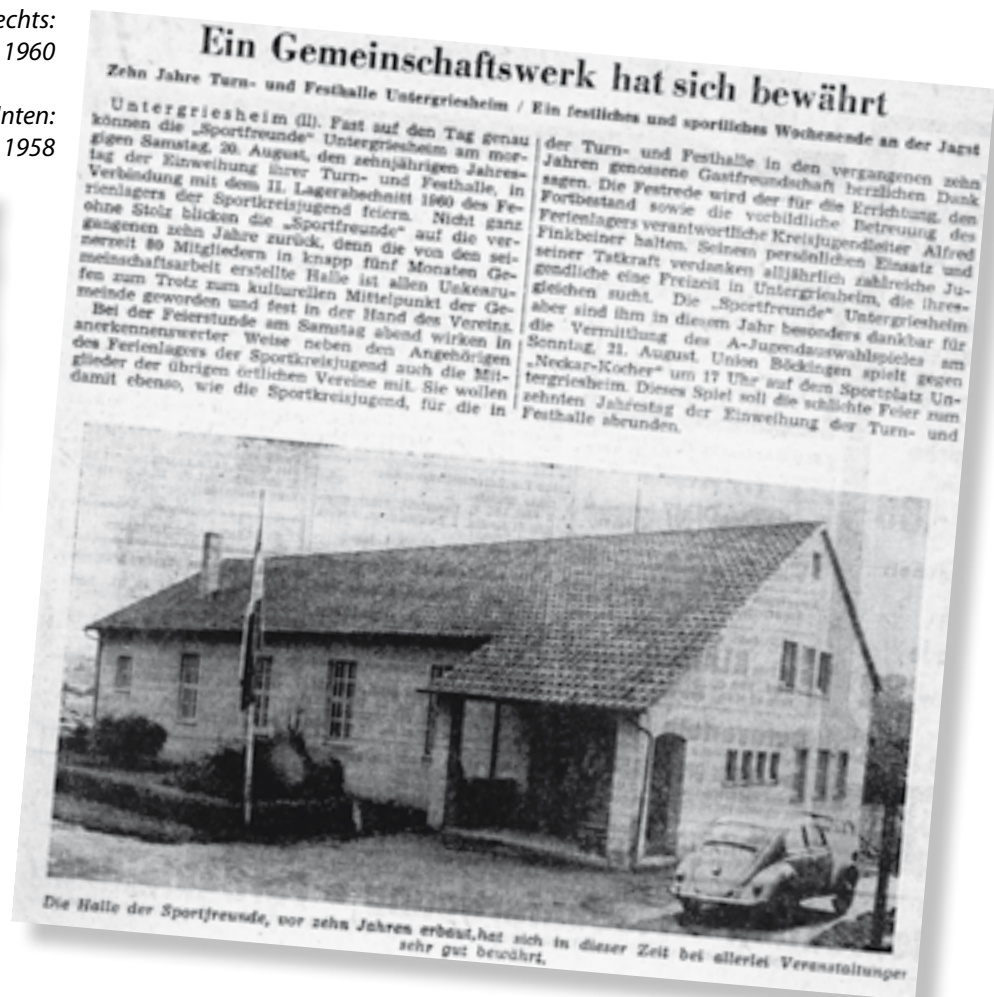 echts:
1960
nten:
1958
Ein Gemeinschaftswerk hat sich bewährt
Zehn Jahre Turn- und Festhalle Untergriesheim / Ein festliches und sportliches Wochenende an der Jagst
Untergriesheim (ll). Fast auf den Tag genau
können die „Sportfreunde" Untergriesheim am mor-
gigen Samstag, 20. August, den zehnjährigen Jahres-
tag der Einweihung ihrer Turn- und Festhalle, in
Verbindung mit dem II. Lagerabschnitt 1960 des Fe-
rienlagers der Sportkreisjugend feiern. Nicht ganz
ohne Stolz blicken die „Sportfreunde" auf die ver-
gangenen zehn Jahre zurück, denn die von den sei-
nerzeit 80 Mitgliedern in knapp fünf Monaten Ge-
meinschaftsarbeit erstellte Halle ist allen Unkenru-
fen zum Trotz zum kulturellen Mittelpunkt der Ge-
meinde geworden und fest in der Hand des Vereins.
Bei der Feierstunde am Samstag abend wirken in
anerkennenswerter Weise neben den Angehörigen
des Ferienlagers der Sportkreisjugend auch die Mit-
glieder der übrigen örtlichen Vereine mit. Sie wollen
damit ebenso, wie die Sportkreisjugend, für die in
der Turn- und Festhalle in den vergangenen zehn
Jahren genossene Gastfreundschaft herzlichen Dank
sagen. Die Festrede wird der für die Errichtung, den
Fortbestand sowie die vorbildliche Betreuung des
Ferienlagers verantwortliche Kreisjugendleiter Alfred
Finkbeiner halten. Seinem persönlichen Einsatz und
seiner Tatkraft verdanken alljährlich zahlreiche Ju-
gendliche eine Freizeit in Untergriesheim, die ihres-
gleichen sucht. Die „Sportfreunde" Untergriesheim
aber sind ihm in diesem Jahr besonders dankbar für
die Vermittlung des A-Jugendauswahlspieles am
Sonntag, 21. August. Union Böckingen spielt gegen
„Neckar-Kocher" um 17 Uhr auf dem Sportplatz Un-
tergriesheim. Dieses Spiel soll die schlichte Feier zum
zehnten Jahrestag der Einweihung der Turn- und
Festhalle abrunden.
Die Halle der Sportfreunde, vor zehn Jahren erbaut,hat sich in dieser Zeit bei allerlei Veranstaltungen
sehr gut bewährt.